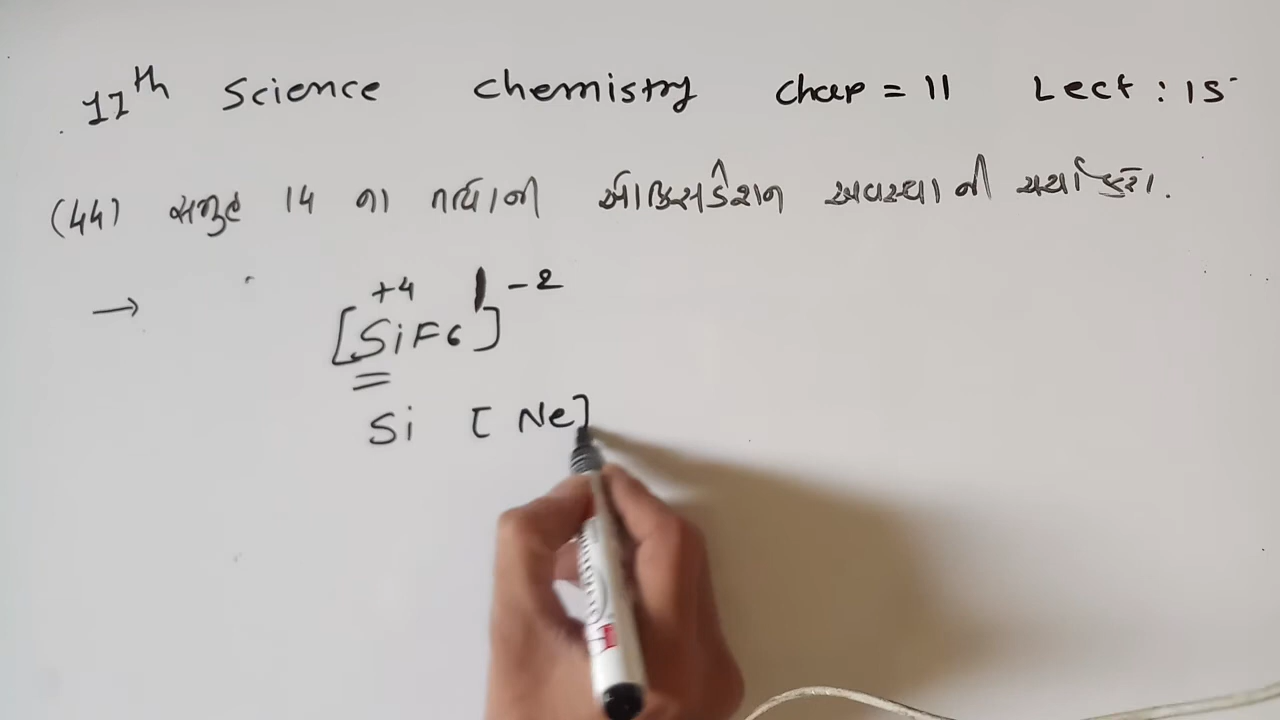 11th Science Chemistry Chap = 11 Lect : 15
(44) સમૂહ 14 ના તત્વોની ઓક્સિડેશન અવસ્થાની ચર્ચા કરો.
→ [SiF6]
+4
-2
Si [Ne]